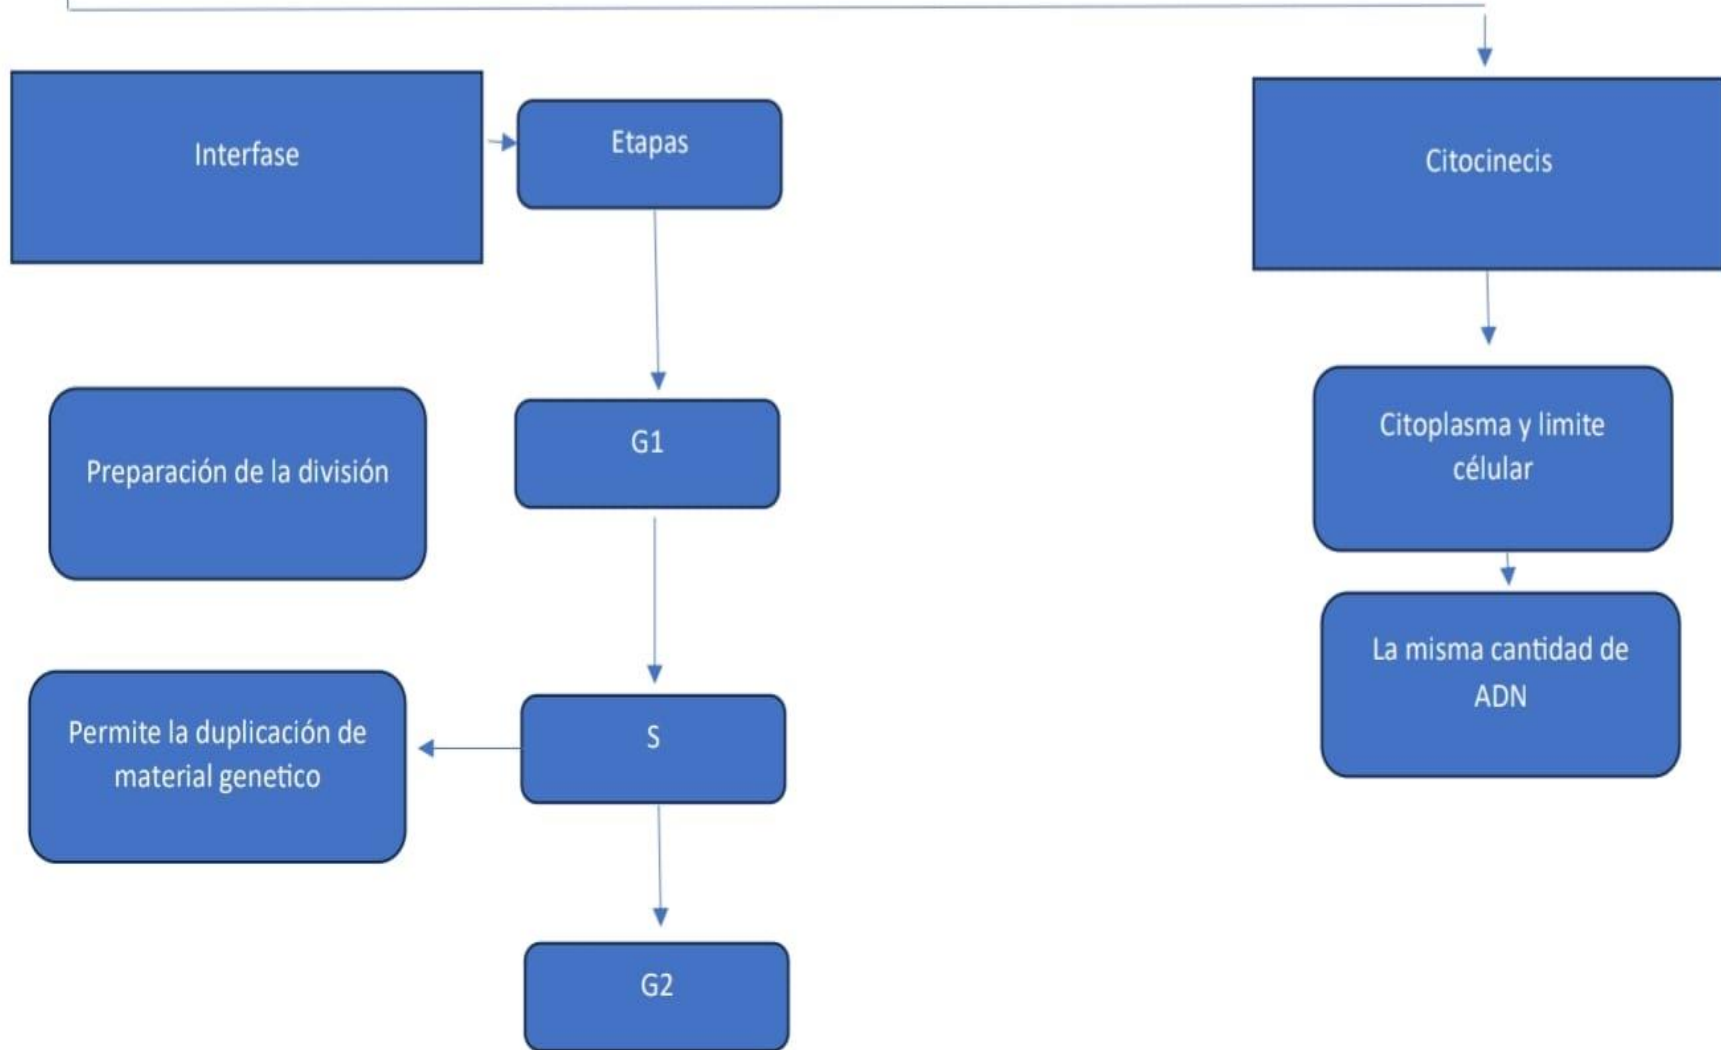 Interfase
Etapas
Citocinecis
Preparación de la división
G1
Citoplasma y limite
célular
Permite la duplicación de
material genetico
S
La misma cantidad de
ADN
G2